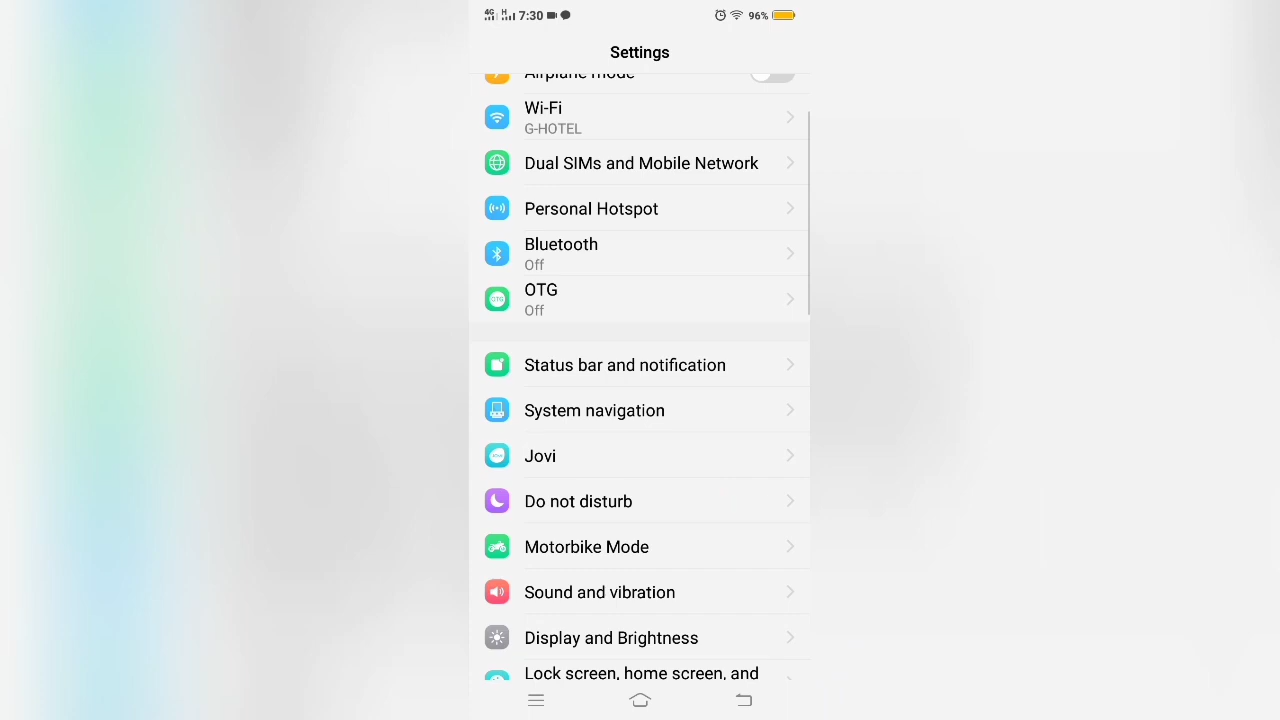 4G H 7:30 96%
Settings
Airplane mode
Wi-Fi
G-HOTEL
Dual SIMs and Mobile Network
Personal Hotspot
Bluetooth
Off
OTG
OTG
Off
Status bar and notification
System navigation
Jovi
Do not disturb
Motorbike Mode
Sound and vibration
Display and Brightness
Lock screen, home screen, and